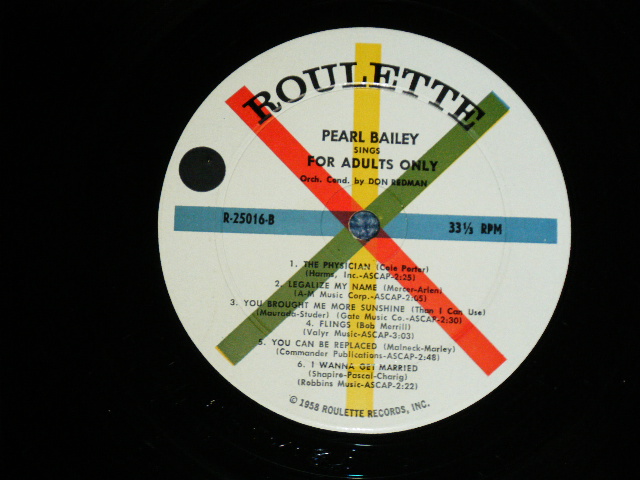 ROULETTE
PEARL BAILEY
SINGS
FOR ADULTS ONLY
Orch. Cond. by DON REDMAN
R-25016-B
33⅓ RPM
1. THE PHYSICIAN (Cole Porter)
(Harms, Inc.-ASCAP-2:25)
2. LEGALIZE MY NAME (Mercer-Arlen)
(A-M Music Corp.-ASCAP-2:05)
3. YOU BROUGHT ME MORE SUNSHINE (Than I Can Use)
(Maurada-Studer) (Gate Music Co.-ASCAP-2:30)
4. FLINGS (Bob Merrill)
(Valyr Music-ASCAP-3:03)
5. YOU CAN BE REPLACED (Malneck-Marley)
(Commander Publications-ASCAP-2:48)
6. I WANNA GET MARRIED
(Shapiro-Pascal-Charig)
(Robbins Music-ASCAP-2:22)
© 1958 ROULETTE RECORDS, INC.